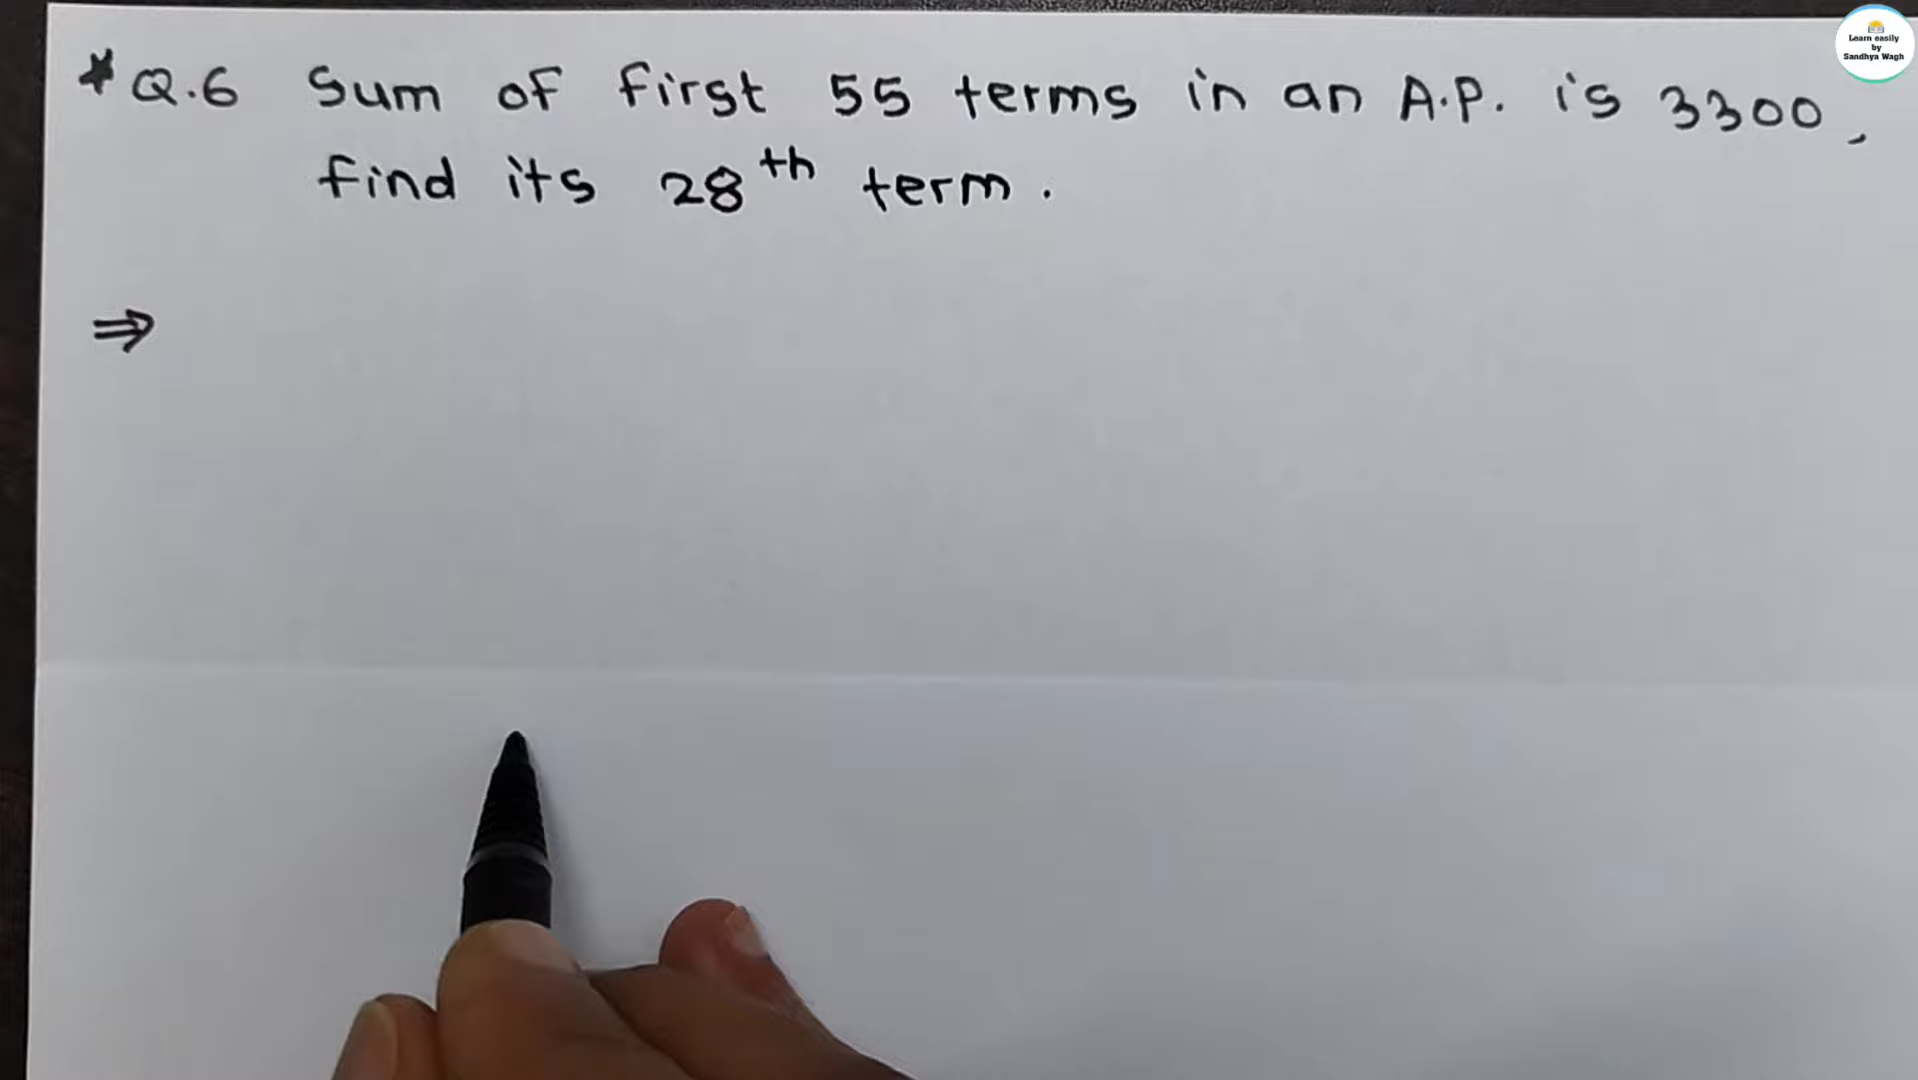 * Q.6 Sum of first 55 terms in an A.P. is 3300,
find its 28th term.
⇒
Learn easily
by
Sandhya Wagh